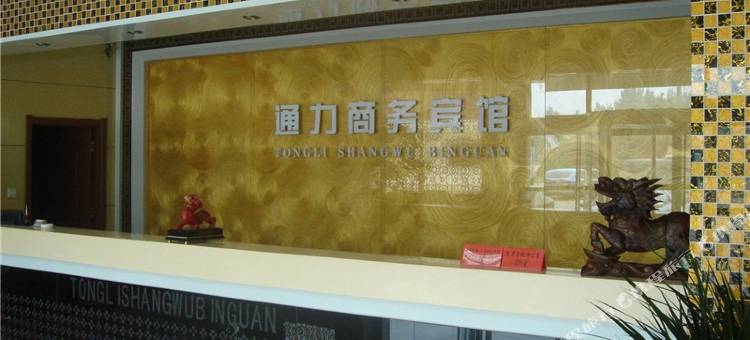 通力商务宾馆
TONGLI SHANGWU BINGUAN
TONGL ISHANGWUB INGUAN